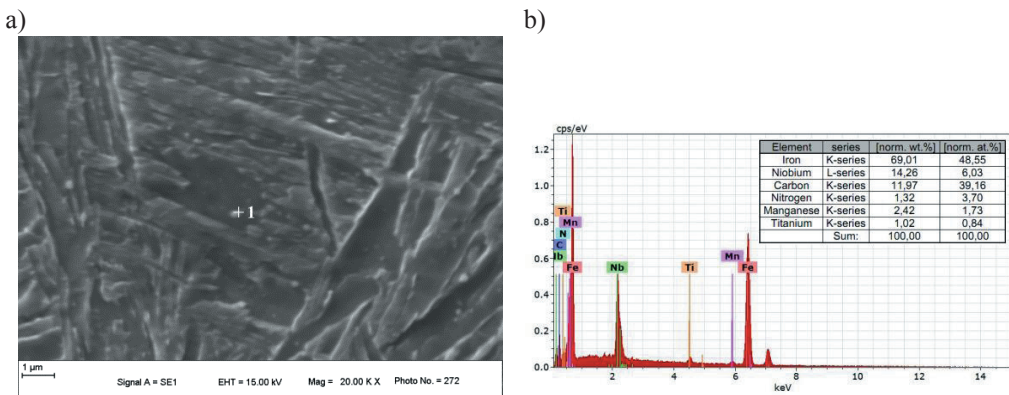 a)
+1
1 µm
Signal A = SE1 EHT = 15.00 kV Mag = 20.00 K X Photo No. = 272
b)
cps/eV
1.2
1.0
0.8
0.6
0.4
0.2
0.0
Ti
Mn
N
C
Nb
Fe
Nb
Ti
Mn
Fe
2 4 6 8 10 12 14
keV
Element series [norm. wt.%] [norm. at.%]
Iron K-series 69,01 48,55
Niobium L-series 14,26 6,03
Carbon K-series 11,97 39,16
Nitrogen K-series 1,32 3,70
Manganese K-series 2,42 1,73
Titanium K-series 1,02 0,84
Sum: 100,00 100,00